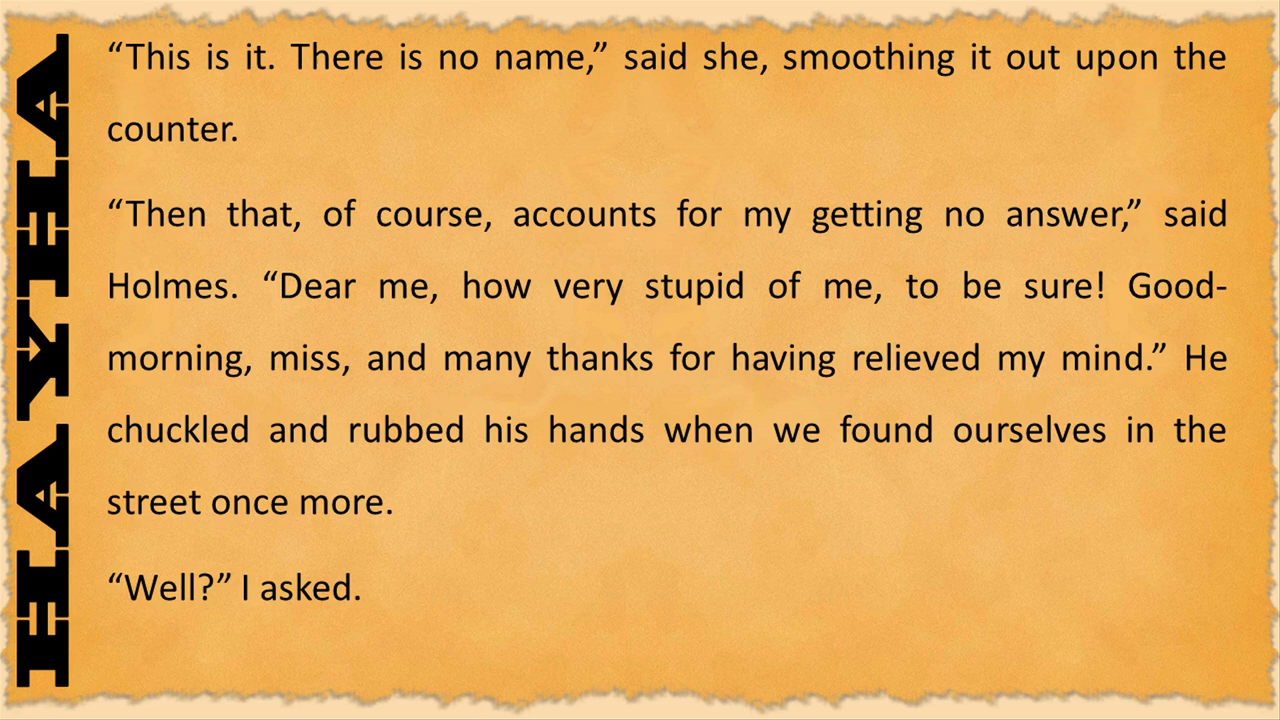 HAYHA
“This is it. There is no name,” said she, smoothing it out upon the
counter.
“Then that, of course, accounts for my getting no answer,” said
Holmes. “Dear me, how very stupid of me, to be sure! Good-
morning, miss, and many thanks for having relieved my mind.” He
chuckled and rubbed his hands when we found ourselves in the
street once more.
“Well?” I asked.